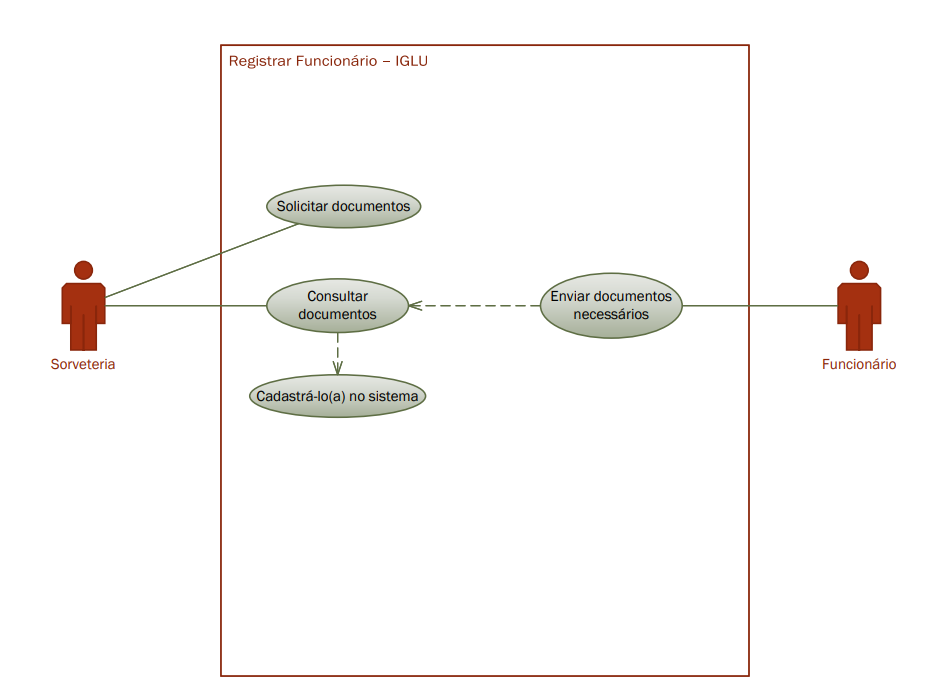 Registrar Funcionário – IGLU
Solicitar documentos
Consultar
documentos
Enviar documentos
necessários
Sorveteria
Funcionário
Cadastrá-lo(a) no sistema